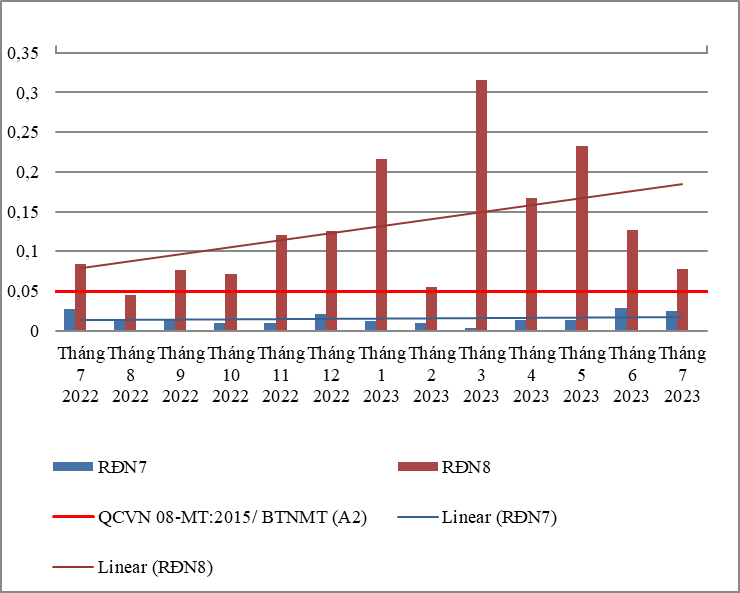 0,35
0,3
0,25
0,2
0,15
0,1
0,05
0
Tháng Tháng Tháng Tháng Tháng Tháng Tháng Tháng Tháng Tháng Tháng Tháng Tháng
7 8 9 10 11 12 1 2 3 4 5 6 7
2022 2022 2022 2022 2022 2022 2023 2023 2023 2023 2023 2023 2023
RĐN7 RĐN8
QCVN 08-MT:2015/ BTNMT (A2) Linear (RĐN7)
Linear (RĐN8)